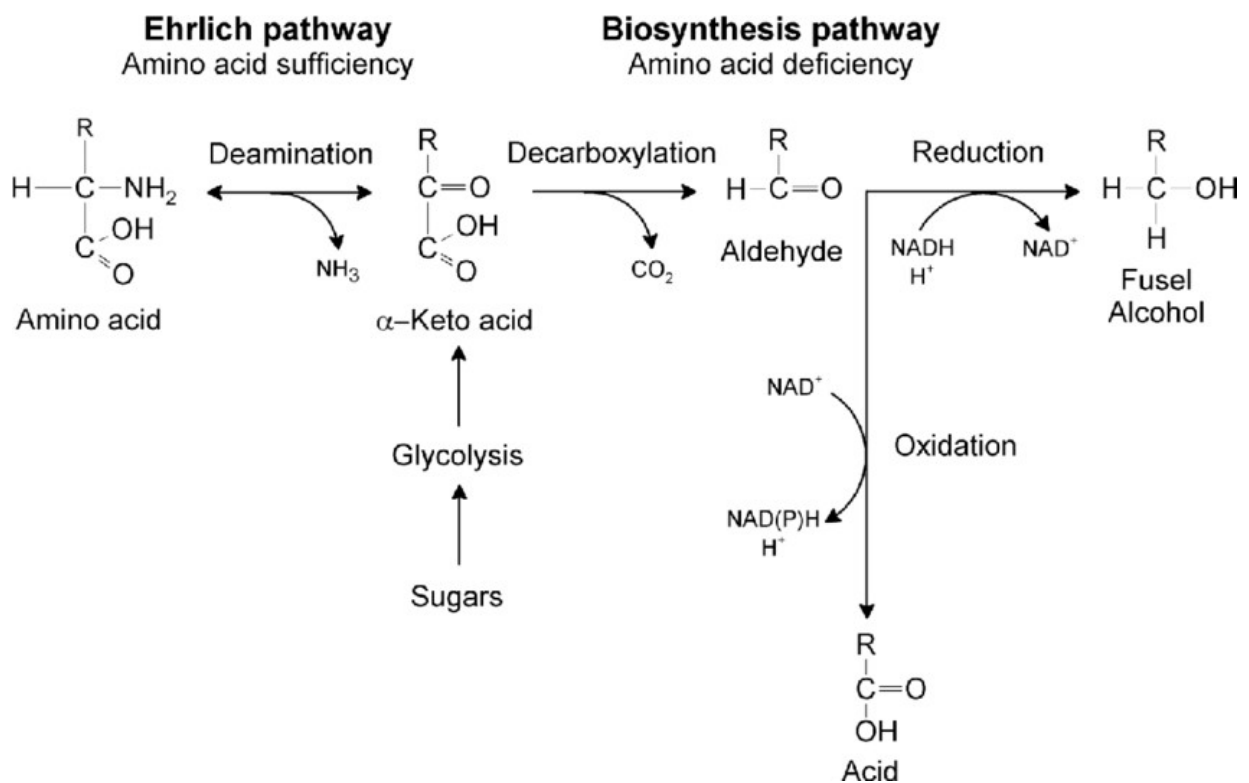 Ehrlich pathway
Amino acid sufficiency
Biosynthesis pathway
Amino acid deficiency
R
H
C
NH₂
C
OH
O
Amino acid
Deamination
NH₃
R
C
O
C
OH
O
α–Keto acid
Decarboxylation
CO₂
R
H
C
O
Aldehyde
Reduction
NADH
H⁺
NAD⁺
R
H
C
OH
H
Fusel
Alcohol
Glycolysis
Sugars
NAD⁺
Oxidation
NAD(P)H
H⁺
R
C
O
OH
Acid